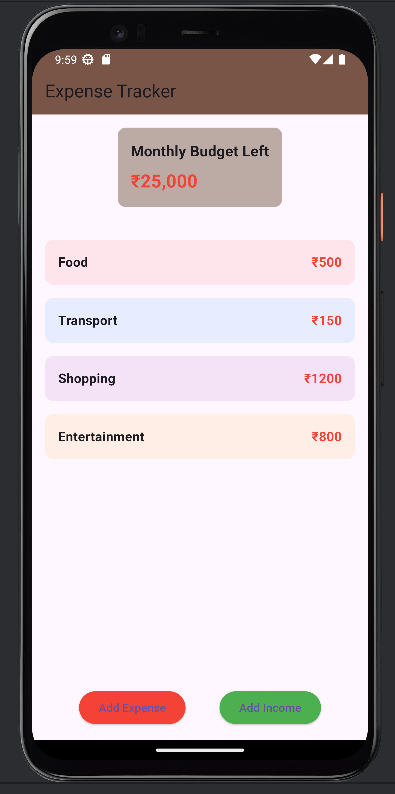 9:59
Expense Tracker
Monthly Budget Left
₹25,000
Food ₹500
Transport ₹150
Shopping ₹1200
Entertainment ₹800
Add Expense Add Income